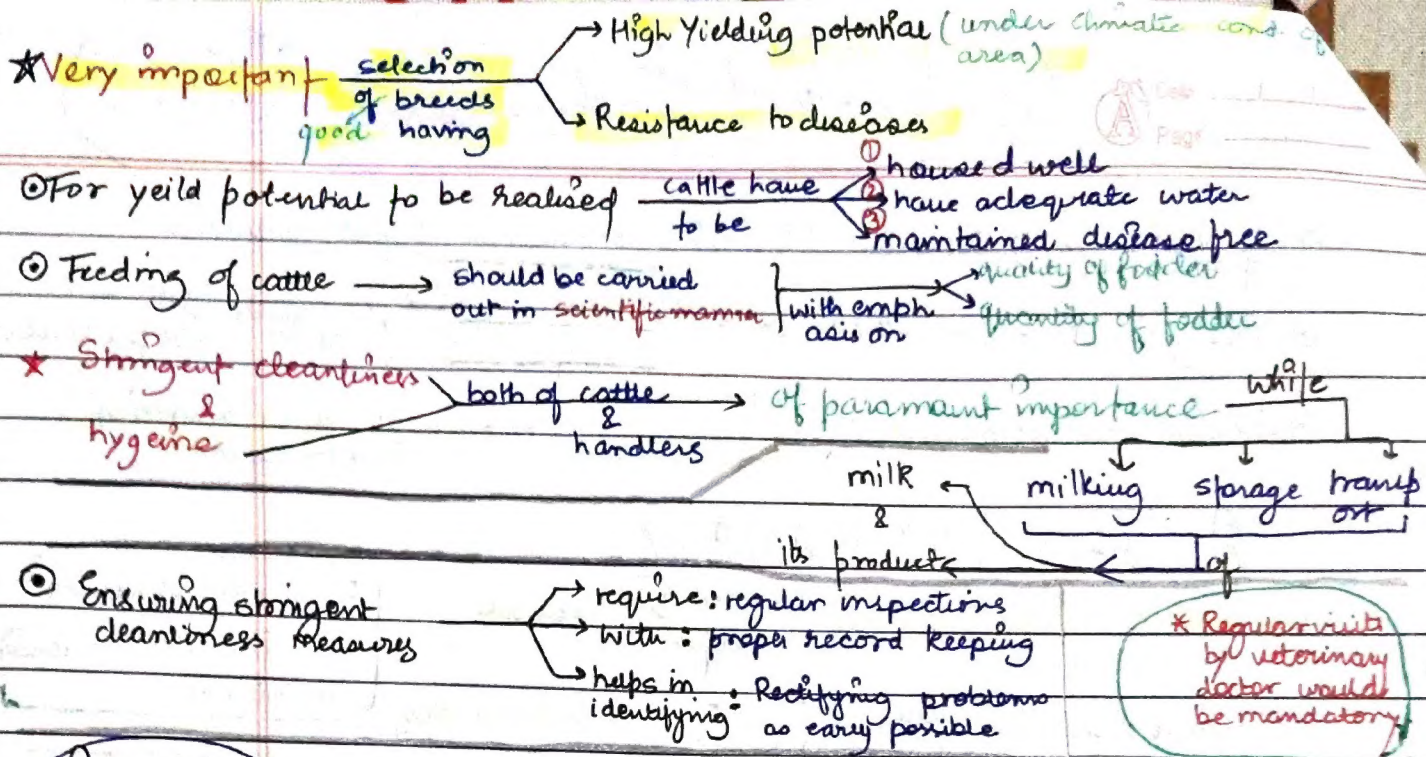 ★Very important selection of breeds good having
→ High Yielding potential (under climatic cond. of area)
→ Resistance to diseases
⊙For yeild potential to be realised cattle have to be
① housed well
② have adequate water
③ maintained disease free
⊙ Feeding of cattle → should be carried out in scientific manner with emph asis on
quality of fodder
quantity of fodder
★ Stringent cleanliness & hygeine
both of cattle & handlers → of paramount importance while
milking storage transp ort
of
milk & its products
⊙ Ensuring stringent cleanliness measures
→ require: regular inspections
→ with: proper record keeping
→ helps in identifying: Rectifying problems as early possible
* Regular visits
by veterinary
doctor would
be mandatory
Page